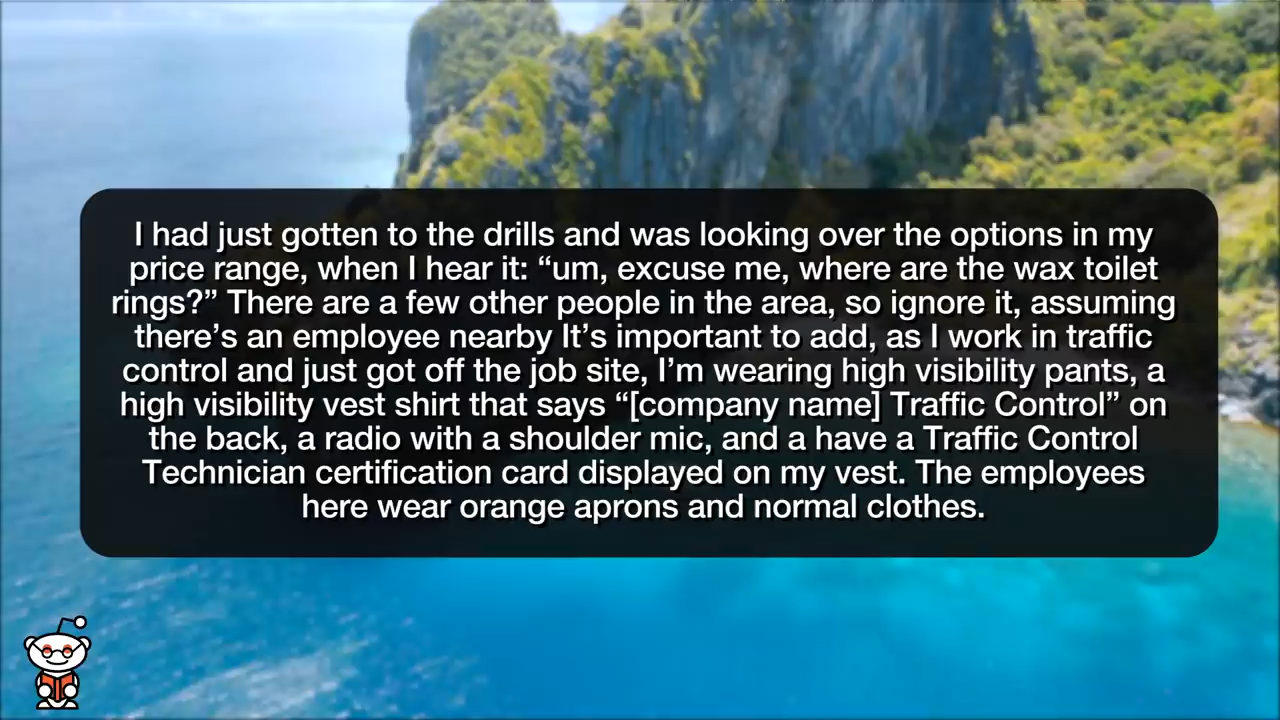 I had just gotten to the drills and was looking over the options in my
price range, when I hear it: “um, excuse me, where are the wax toilet
rings?” There are a few other people in the area, so ignore it, assuming
there’s an employee nearby It’s important to add, as I work in traffic
control and just got off the job site, I’m wearing high visibility pants, a
high visibility vest shirt that says “[company name] Traffic Control” on
the back, a radio with a shoulder mic, and a have a Traffic Control
Technician certification card displayed on my vest. The employees
here wear orange aprons and normal clothes.